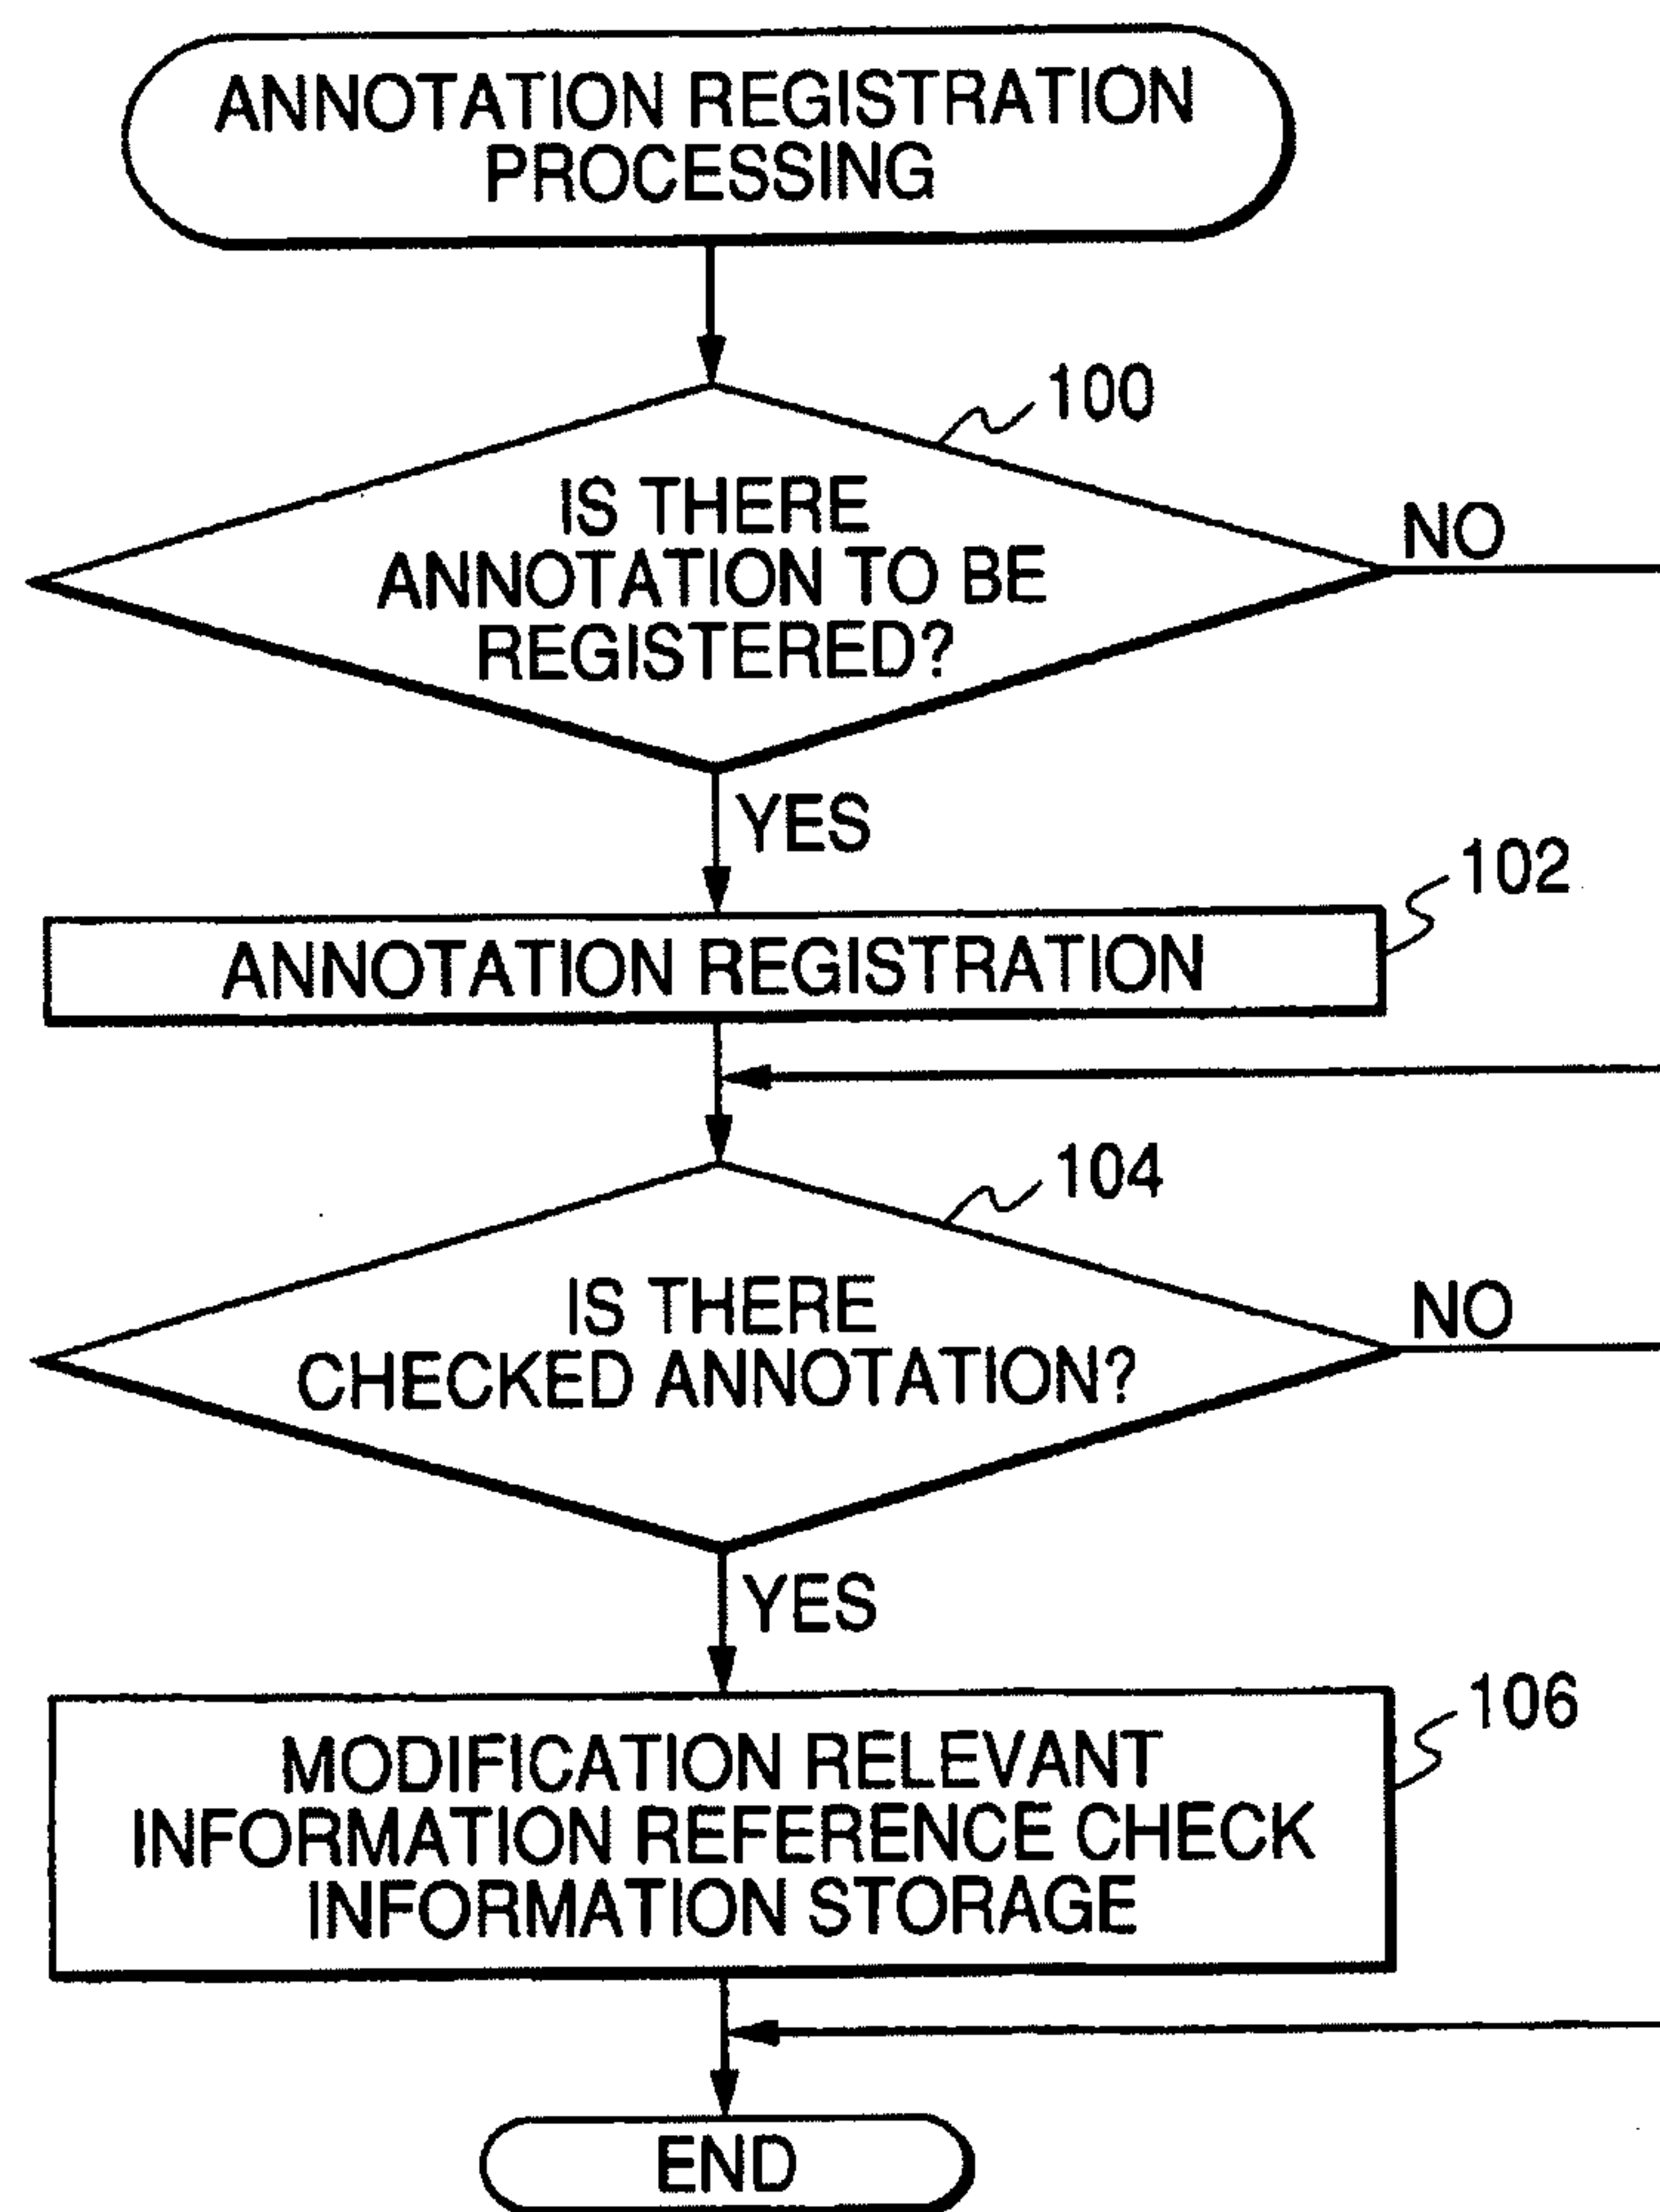 ANNOTATION REGISTRATION
PROCESSING
100
IS THERE
ANNOTATION TO BE
REGISTERED?
NO
YES
102
ANNOTATION REGISTRATION
104
IS THERE
CHECKED ANNOTATION?
NO
YES
106
MODIFICATION RELEVANT
INFORMATION REFERENCE CHECK
INFORMATION STORAGE
END